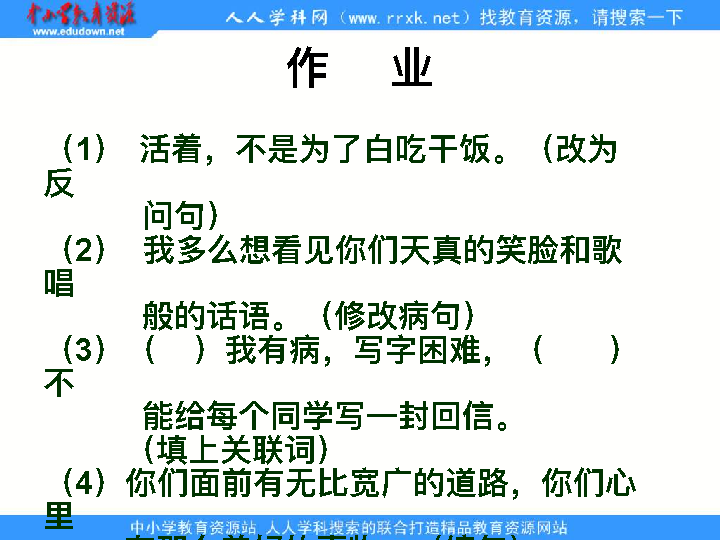 中小学教育资源
www.edudown.net
人人学科网（www.rrxk.net）找教育资源，请搜索一下
作 业
（1） 活着，不是为了白吃干饭。（改为
反
问句）
（2） 我多么想看见你们天真的笑脸和歌
唱
般的话语。（修改病句）
（3）（ ）我有病，写字困难，（ ）
不
能给每个同学写一封回信。
（填上关联词）
（4）你们面前有无比宽广的道路，你们心
里
中小学教育资源站,人人学科搜索的联合打造精品教育资源网站